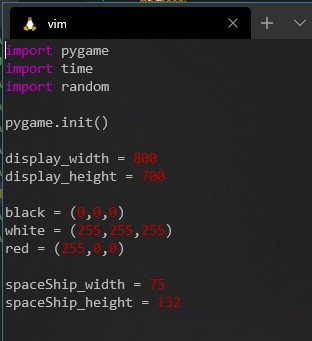 vim
import pygame
import time
import random
pygame.init()
display_width = 800
display_height = 700
black = (0,0,0)
white = (255,255,255)
red = (255,0,0)
spaceShip_width = 75
spaceShip_height = 132